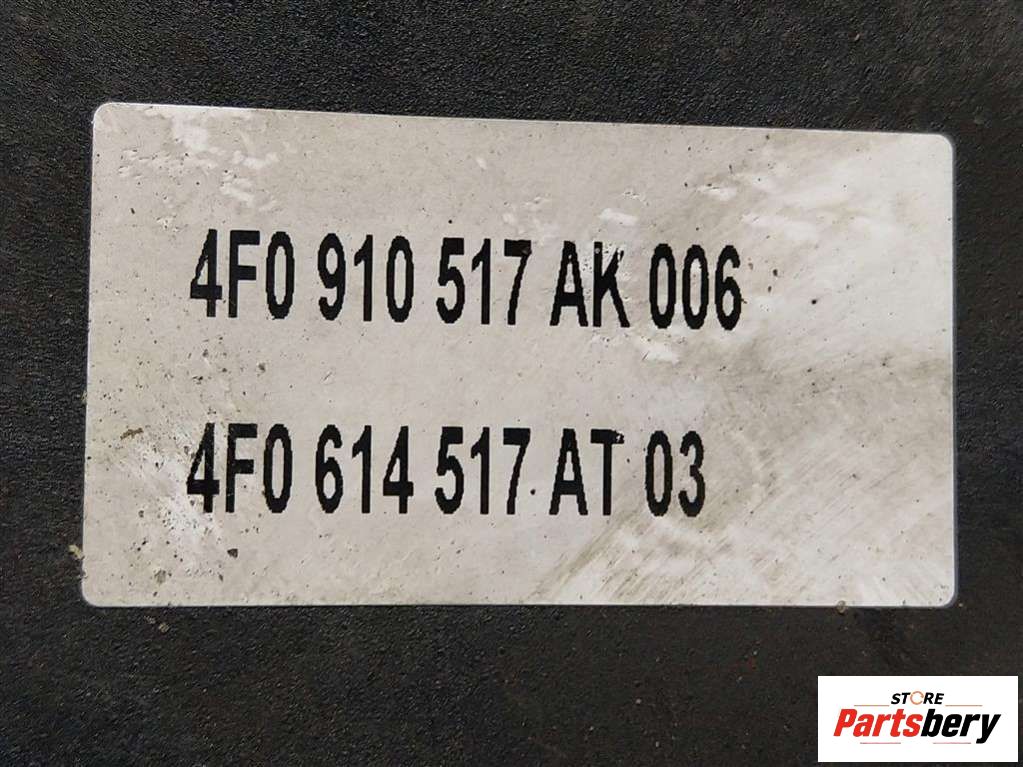 4F0 910 517 AK 006
4F0 614 517 AT 03
STORE
Partsbery